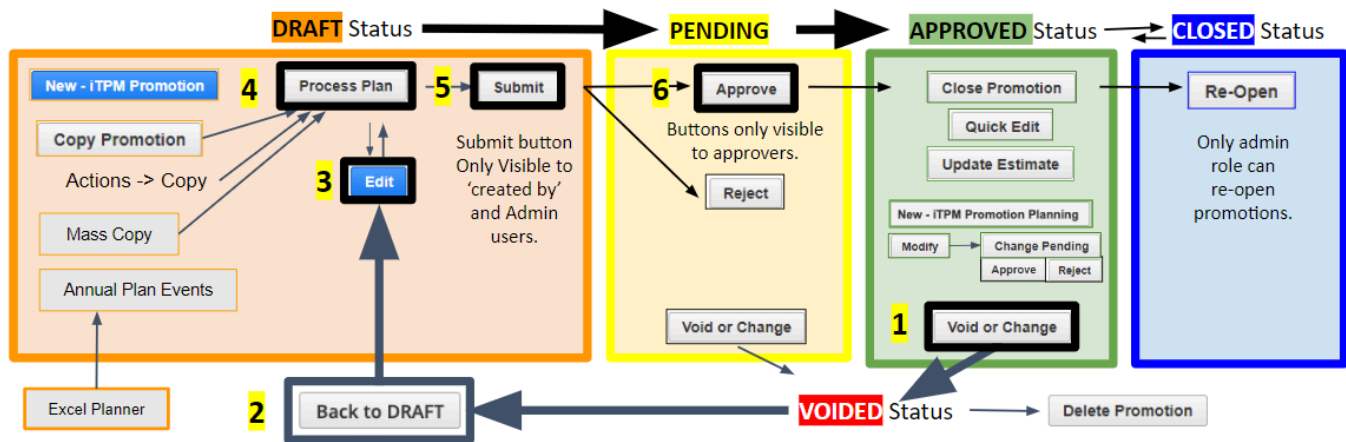 DRAFT Status
PENDING
APPROVED Status
CLOSED Status
New - iTPM Promotion
4
Process Plan
5
Submit
Copy Promotion
Actions -> Copy
3
Edit
Mass Copy
Annual Plan Events
Submit button
Only Visible to
‘created by’
and Admin
users.
6
Approve
Buttons only visible
to approvers.
Reject
Void or Change
Close Promotion
Quick Edit
Update Estimate
New - iTPM Promotion Planning
Modify
Change Pending
Approve
Reject
1
Void or Change
Re-Open
Only admin
role can
re-open
promotions.
Excel Planner
2
Back to DRAFT
VOIDED Status
Delete Promotion